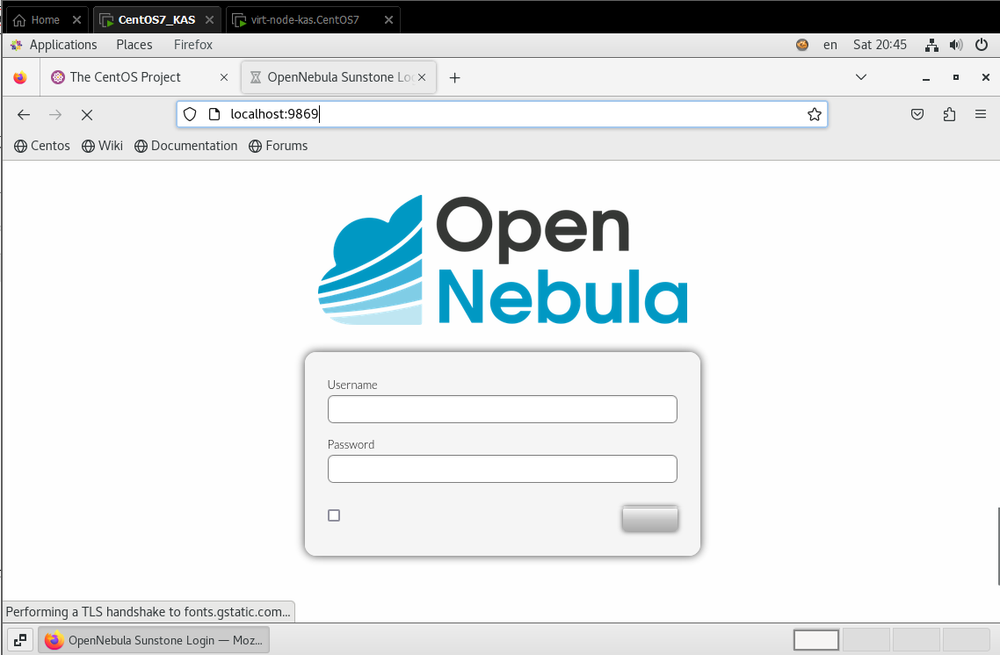 Home CentOS7_KAS virt-node-kas.CentOS7
Applications Places Firefox en Sat 20:45
The CentOS Project OpenNebula Sunstone Lo
localhost:9869
Centos Wiki Documentation Forums
Open
Nebula
Username
Password
Performing a TLS handshake to fonts.gstatic.com...
OpenNebula Sunstone Login — Moz...